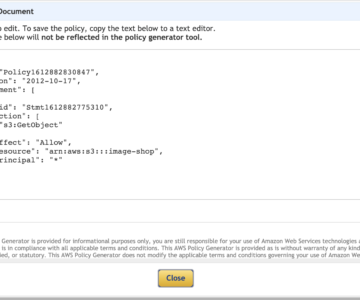 Document
edit. To save the policy, copy the text below to a text editor.
below will not be reflected in the policy generator tool.
"Policy1612882830847",
on": "2012-10-17",
ment": [
id": "Stmt1612882775310",
ction": [
"s3:GetObject"
ffect": "Allow",
esource": "arn:aws:s3:::image-shop",
rincipal": "*"
Generator is provided for informational purposes only, you are still responsible for your use of Amazon Web Services technologies
is in compliance with all applicable terms and conditions. This AWS Policy Generator is provided as is without warranty of any kind,
ied, or statutory. This AWS Policy Generator does not modify the applicable terms and conditions governing your use of Amazon We
Close